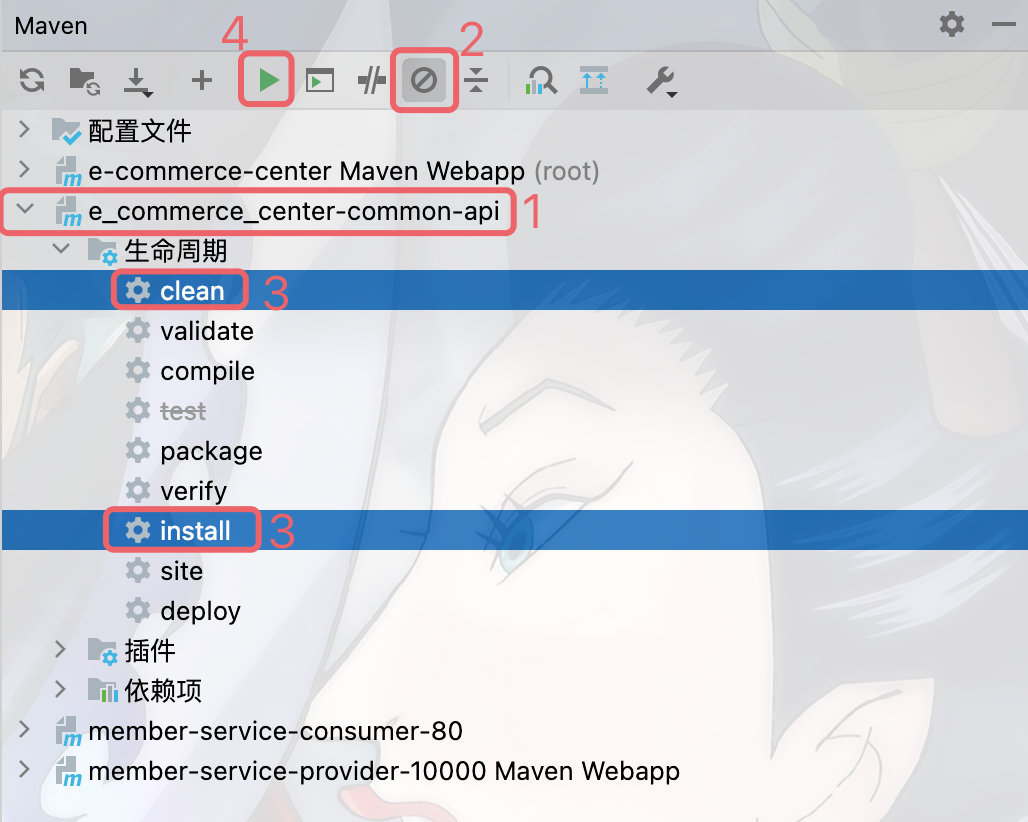 Maven
4
2
配置文件
e-commerce-center Maven Webapp (root)
e_commerce_center-common-api 1
生命周期
clean 3
validate
compile
test
package
verify
install 3
site
deploy
插件
依赖项
member-service-consumer-80
member-service-provider-10000 Maven Webapp